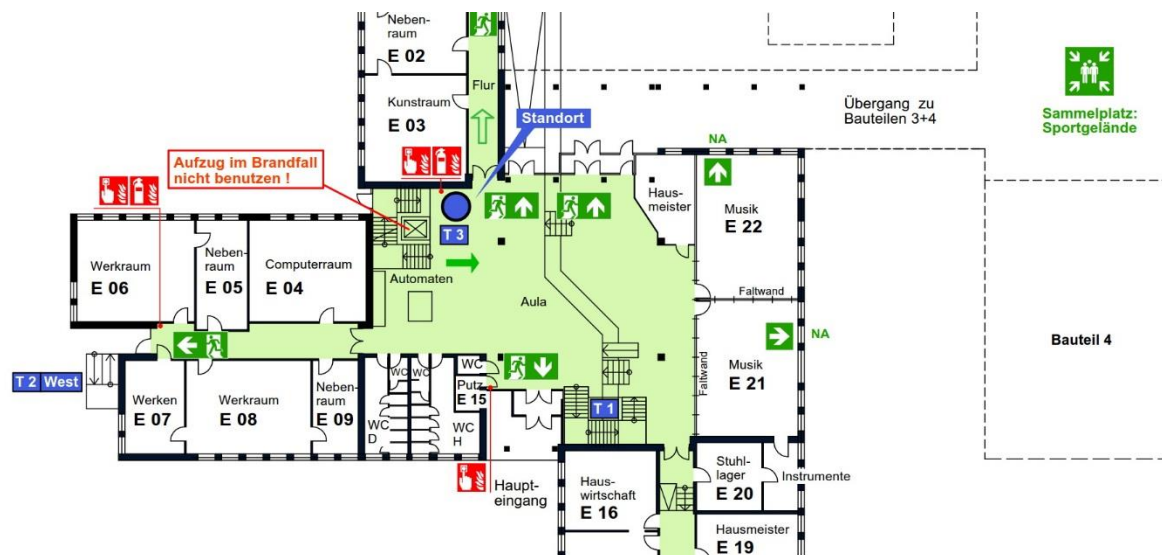 Neben-
raum
E 02
Flur
Kunstraum
E 03
Standort
Übergang zu
Bauteilen 3+4
Sammelplatz:
Sportgelände
Aufzug im Brandfall
nicht benutzen !
NA
Haus-
meister
Musik
E 22
T 3
Werkraum
E 06
Neben-
raum
E 05
Computerraum
E 04
Automaten
Aula
Faltwand
NA
Bauteil 4
Faltwand
Musik
E 21
T 2 West
Werken
E 07
Werkraum
E 08
Neben-
raum
E 09
WC
WC
WC
Putz
E 15
WC
D
WC
H
T 1
Haupt-
eingang
Haus-
wirtschaft
E 16
Stuhl-
lager
E 20
Instrumente
Hausmeister
E 19